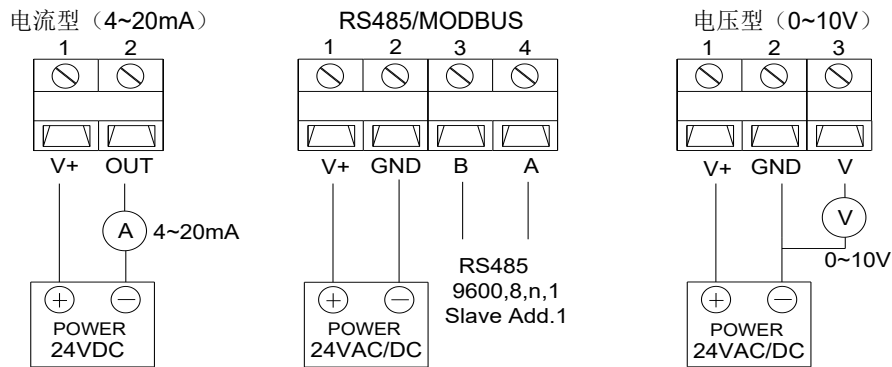 电流型（4~20mA）
1 2
V+ OUT
A 4~20mA
+ −
POWER
24VDC
RS485/MODBUS
1 2 3 4
V+ GND B A
RS485
9600,8,n,1
Slave Add.1
+ −
POWER
24VAC/DC
电压型（0~10V）
1 2 3
V+ GND V
V
0~10V
+ −
POWER
24VAC/DC